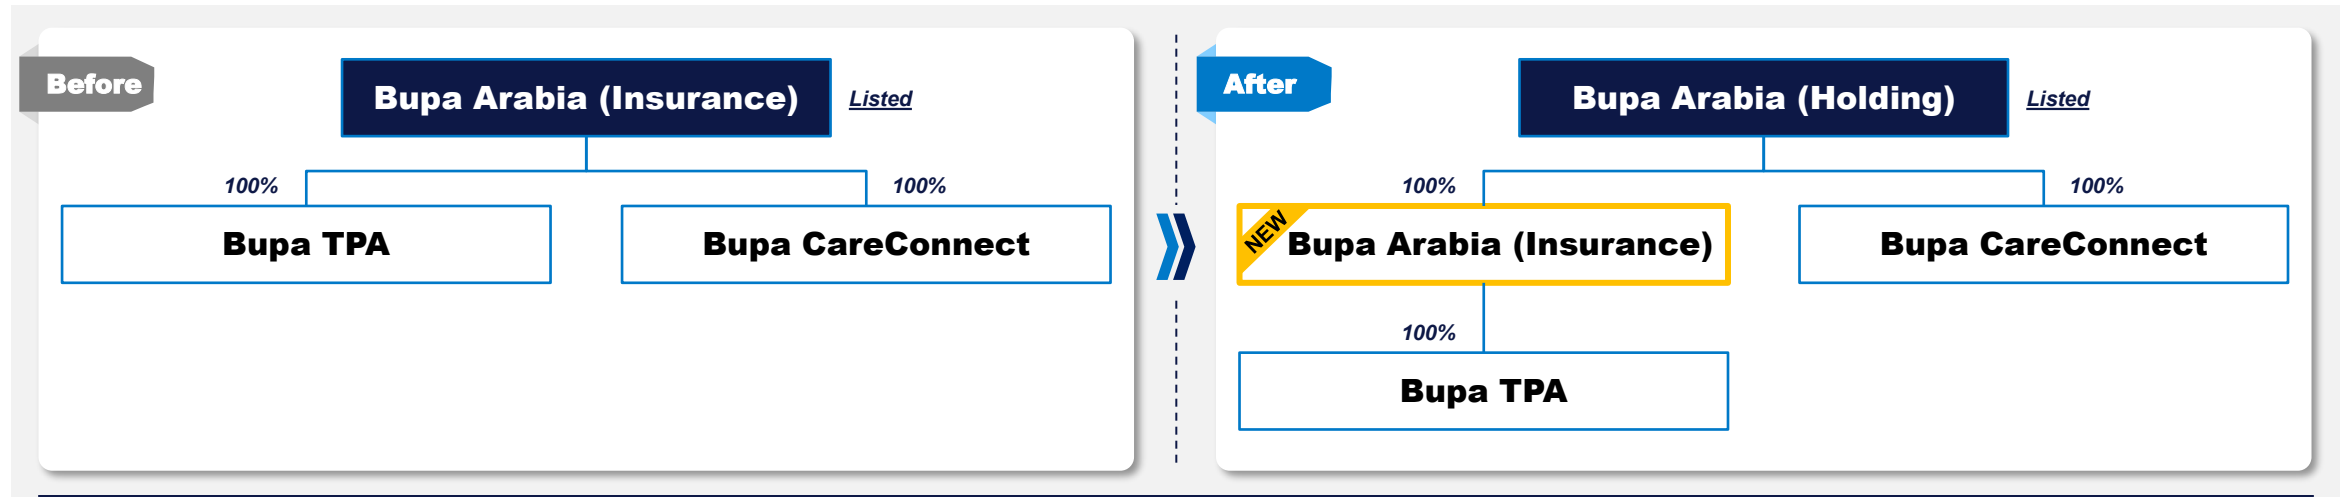 Before
Bupa Arabia (Insurance)
Listed
100%
100%
Bupa TPA
Bupa CareConnect
After
Bupa Arabia (Holding)
Listed
100%
100%
NEW
Bupa Arabia (Insurance)
Bupa CareConnect
100%
Bupa TPA